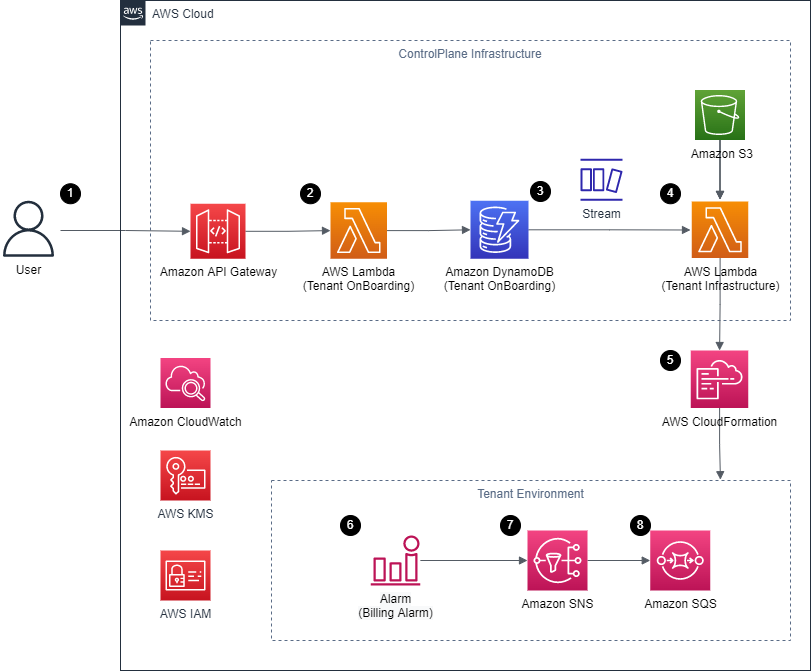 aws
AWS Cloud
ControlPlane Infrastructure
Amazon S3
1
2
3
Stream
4
User
Amazon API Gateway
</>
AWS Lambda
(Tenant OnBoarding)
Amazon DynamoDB
(Tenant OnBoarding)
AWS Lambda
(Tenant Infrastructure)
5
Amazon CloudWatch
AWS CloudFormation
AWS KMS
Tenant Environment
6
7
8
Alarm
(Billing Alarm)
Amazon SNS
Amazon SQS
AWS IAM